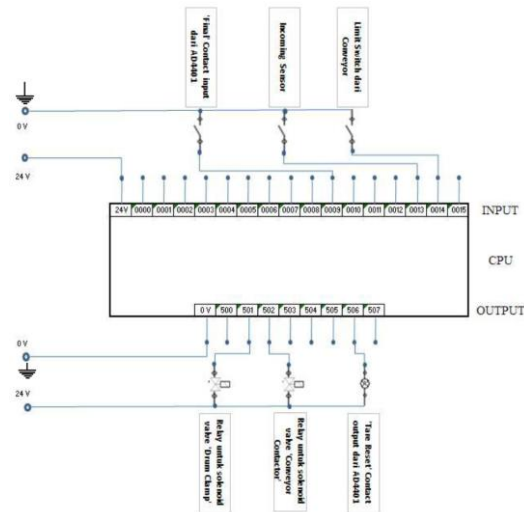 'Final' Contact input
dari AD4401
Incoming Sensor
Limit Switch dari
Conveyor
0 V
24 V
24V 0000 0001 0002 0003 0004 0005 0006 0007 0008 0009 0010 0011 0012 0013 0014 0015
INPUT
CPU
OUTPUT
0 V 500 501 502 503 504 505 506 507
0 V
24 V
Relay untuk solenoid
valve 'Drum Clamp'
Relay untuk solenoid
valve 'Conveyor
Contactor'
'Tare Reset' Contact
output dari AD4401